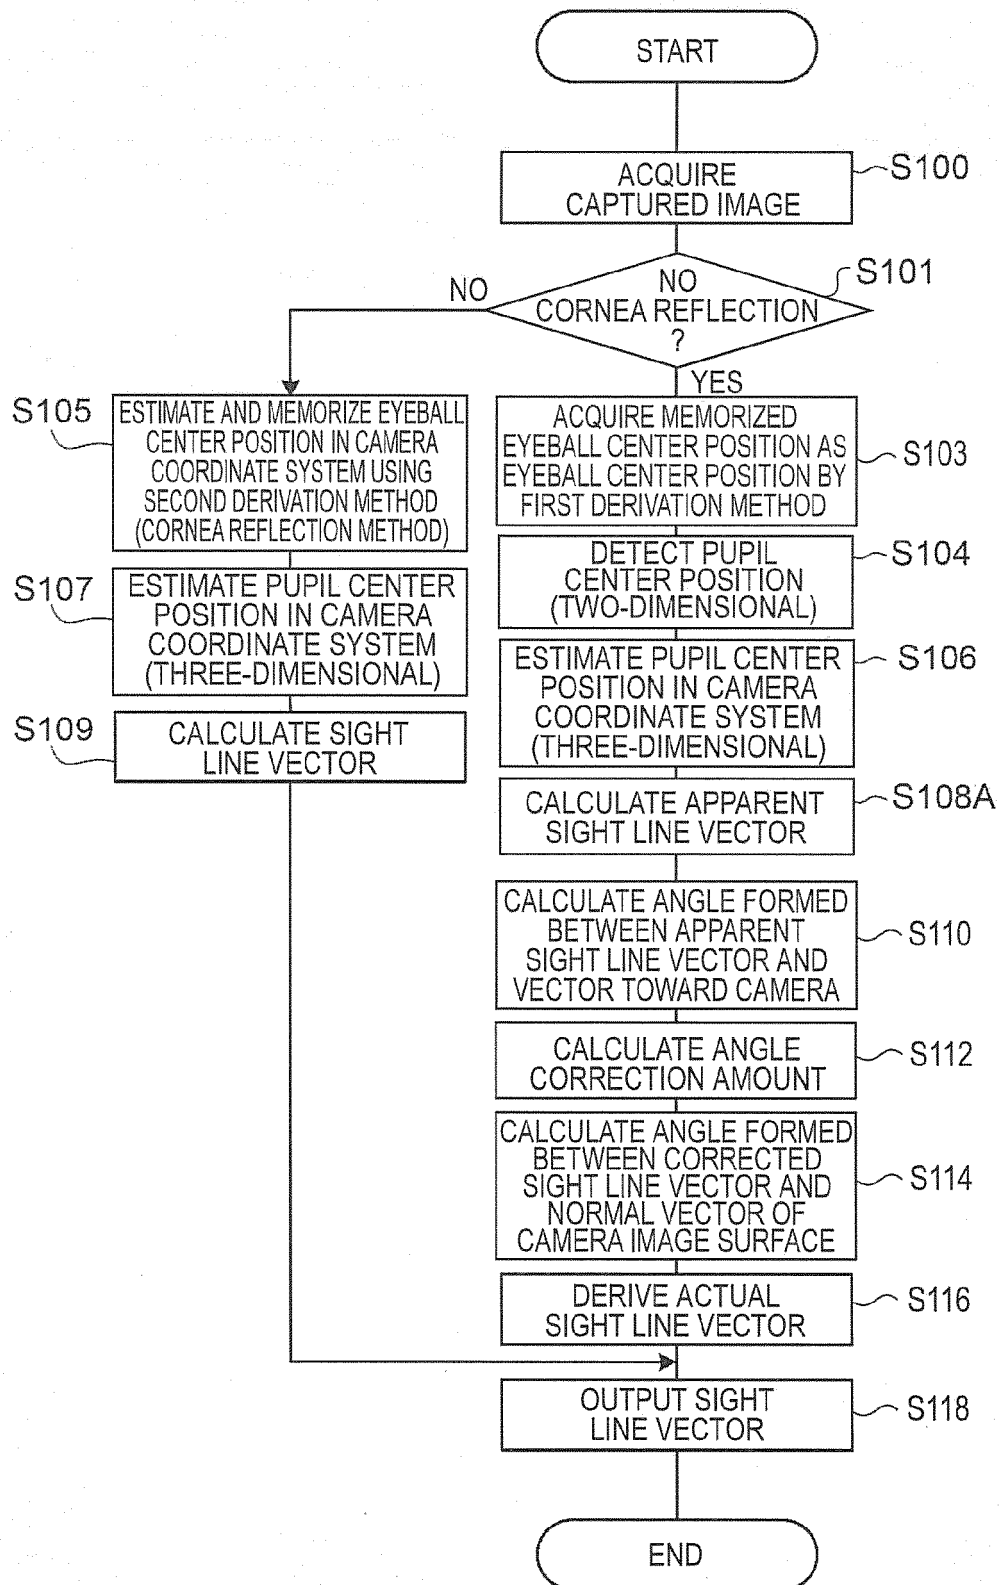 START
ACQUIRE
CAPTURED IMAGE
S100
NO
CORNEA REFLECTION
?
S101
NO
YES
S105
ESTIMATE AND MEMORIZE EYEBALL
CENTER POSITION IN CAMERA
COORDINATE SYSTEM USING
SECOND DERIVATION METHOD
(CORNEA REFLECTION METHOD)
S107
ESTIMATE PUPIL CENTER
POSITION IN CAMERA
COORDINATE SYSTEM
(THREE-DIMENSIONAL)
S109
CALCULATE SIGHT
LINE VECTOR
ACQUIRE MEMORIZED
EYEBALL CENTER POSITION AS
EYEBALL CENTER POSITION BY
FIRST DERIVATION METHOD
S103
DETECT PUPIL
CENTER POSITION
(TWO-DIMENSIONAL)
S104
ESTIMATE PUPIL CENTER
POSITION IN CAMERA
COORDINATE SYSTEM
(THREE-DIMENSIONAL)
S106
CALCULATE APPARENT
SIGHT LINE VECTOR
S108A
CALCULATE ANGLE FORMED
BETWEEN APPARENT
SIGHT LINE VECTOR AND
VECTOR TOWARD CAMERA
S110
CALCULATE ANGLE
CORRECTION AMOUNT
S112
CALCULATE ANGLE FORMED
BETWEEN CORRECTED
SIGHT LINE VECTOR AND
NORMAL VECTOR OF
CAMERA IMAGE SURFACE
S114
DERIVE ACTUAL
SIGHT LINE VECTOR
S116
OUTPUT SIGHT
LINE VECTOR
S118
END